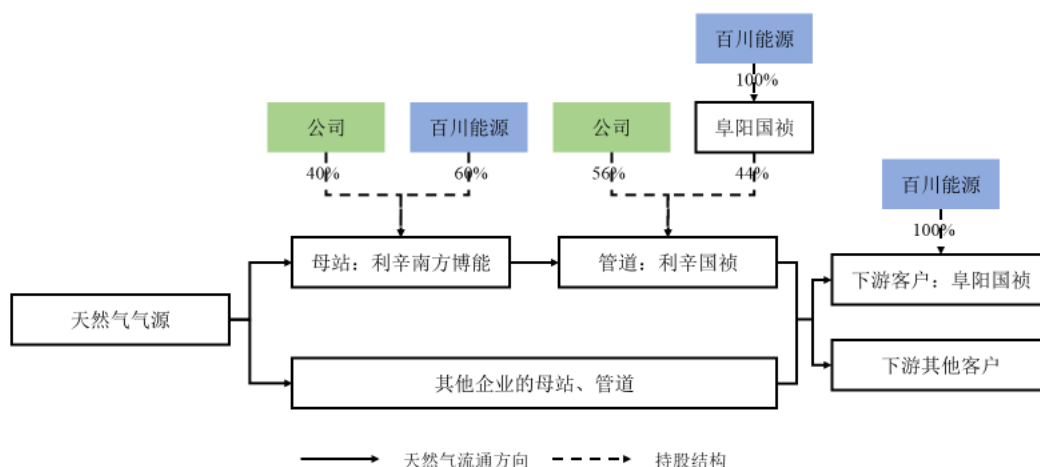 百川能源
100%
公司
百川能源
公司
阜阳国祯
40%
60%
56%
44%
百川能源
100%
母站：利辛南方博能
管道：利辛国祯
下游客户：阜阳国祯
天然气气源
下游其他客户
其他企业的母站、管道
天然气流通方向
持股结构